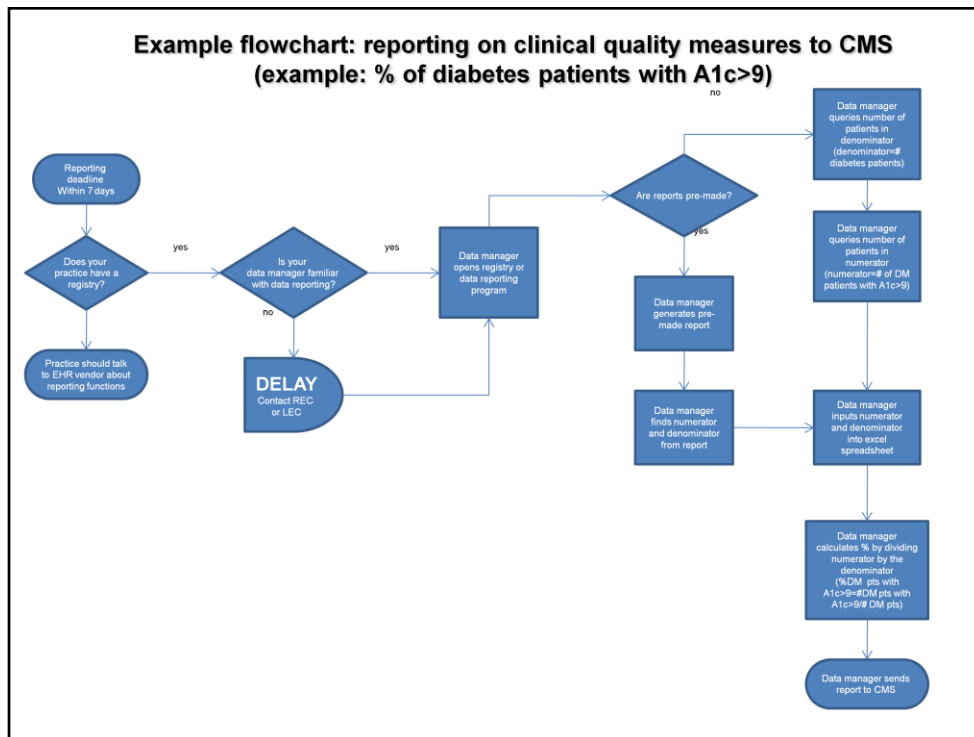 Example flowchart: reporting on clinical quality measures to CMS
(example: % of diabetes patients with A1c>9)
Reporting
deadline
Within 7 days
Does your
practice have a
registry?
Practice should talk
to EHR vendor about
reporting functions
yes
Is your
data manager familiar
with data reporting?
no
DELAY
Contact REC
or LEC
yes
Data manager
opens registry or
data reporting
program
Are reports pre-made?
yes
Data manager
generates pre-
made report
Data manager
finds numerator
and denominator
from report
no
Data manager
queries number of
patients in
denominator
(denominator=#
diabetes patients)
Data manager
queries number of
patients in
numerator
(numerator=# of DM
patients with A1c>9)
Data manager
inputs numerator
and denominator
into excel
spreadsheet
Data manager
calculates % by dividing
numerator by the
denominator
(%DM pts with
A1c>9=#DM pts with
A1c>9/# DM pts)
Data manager sends
report to CMS